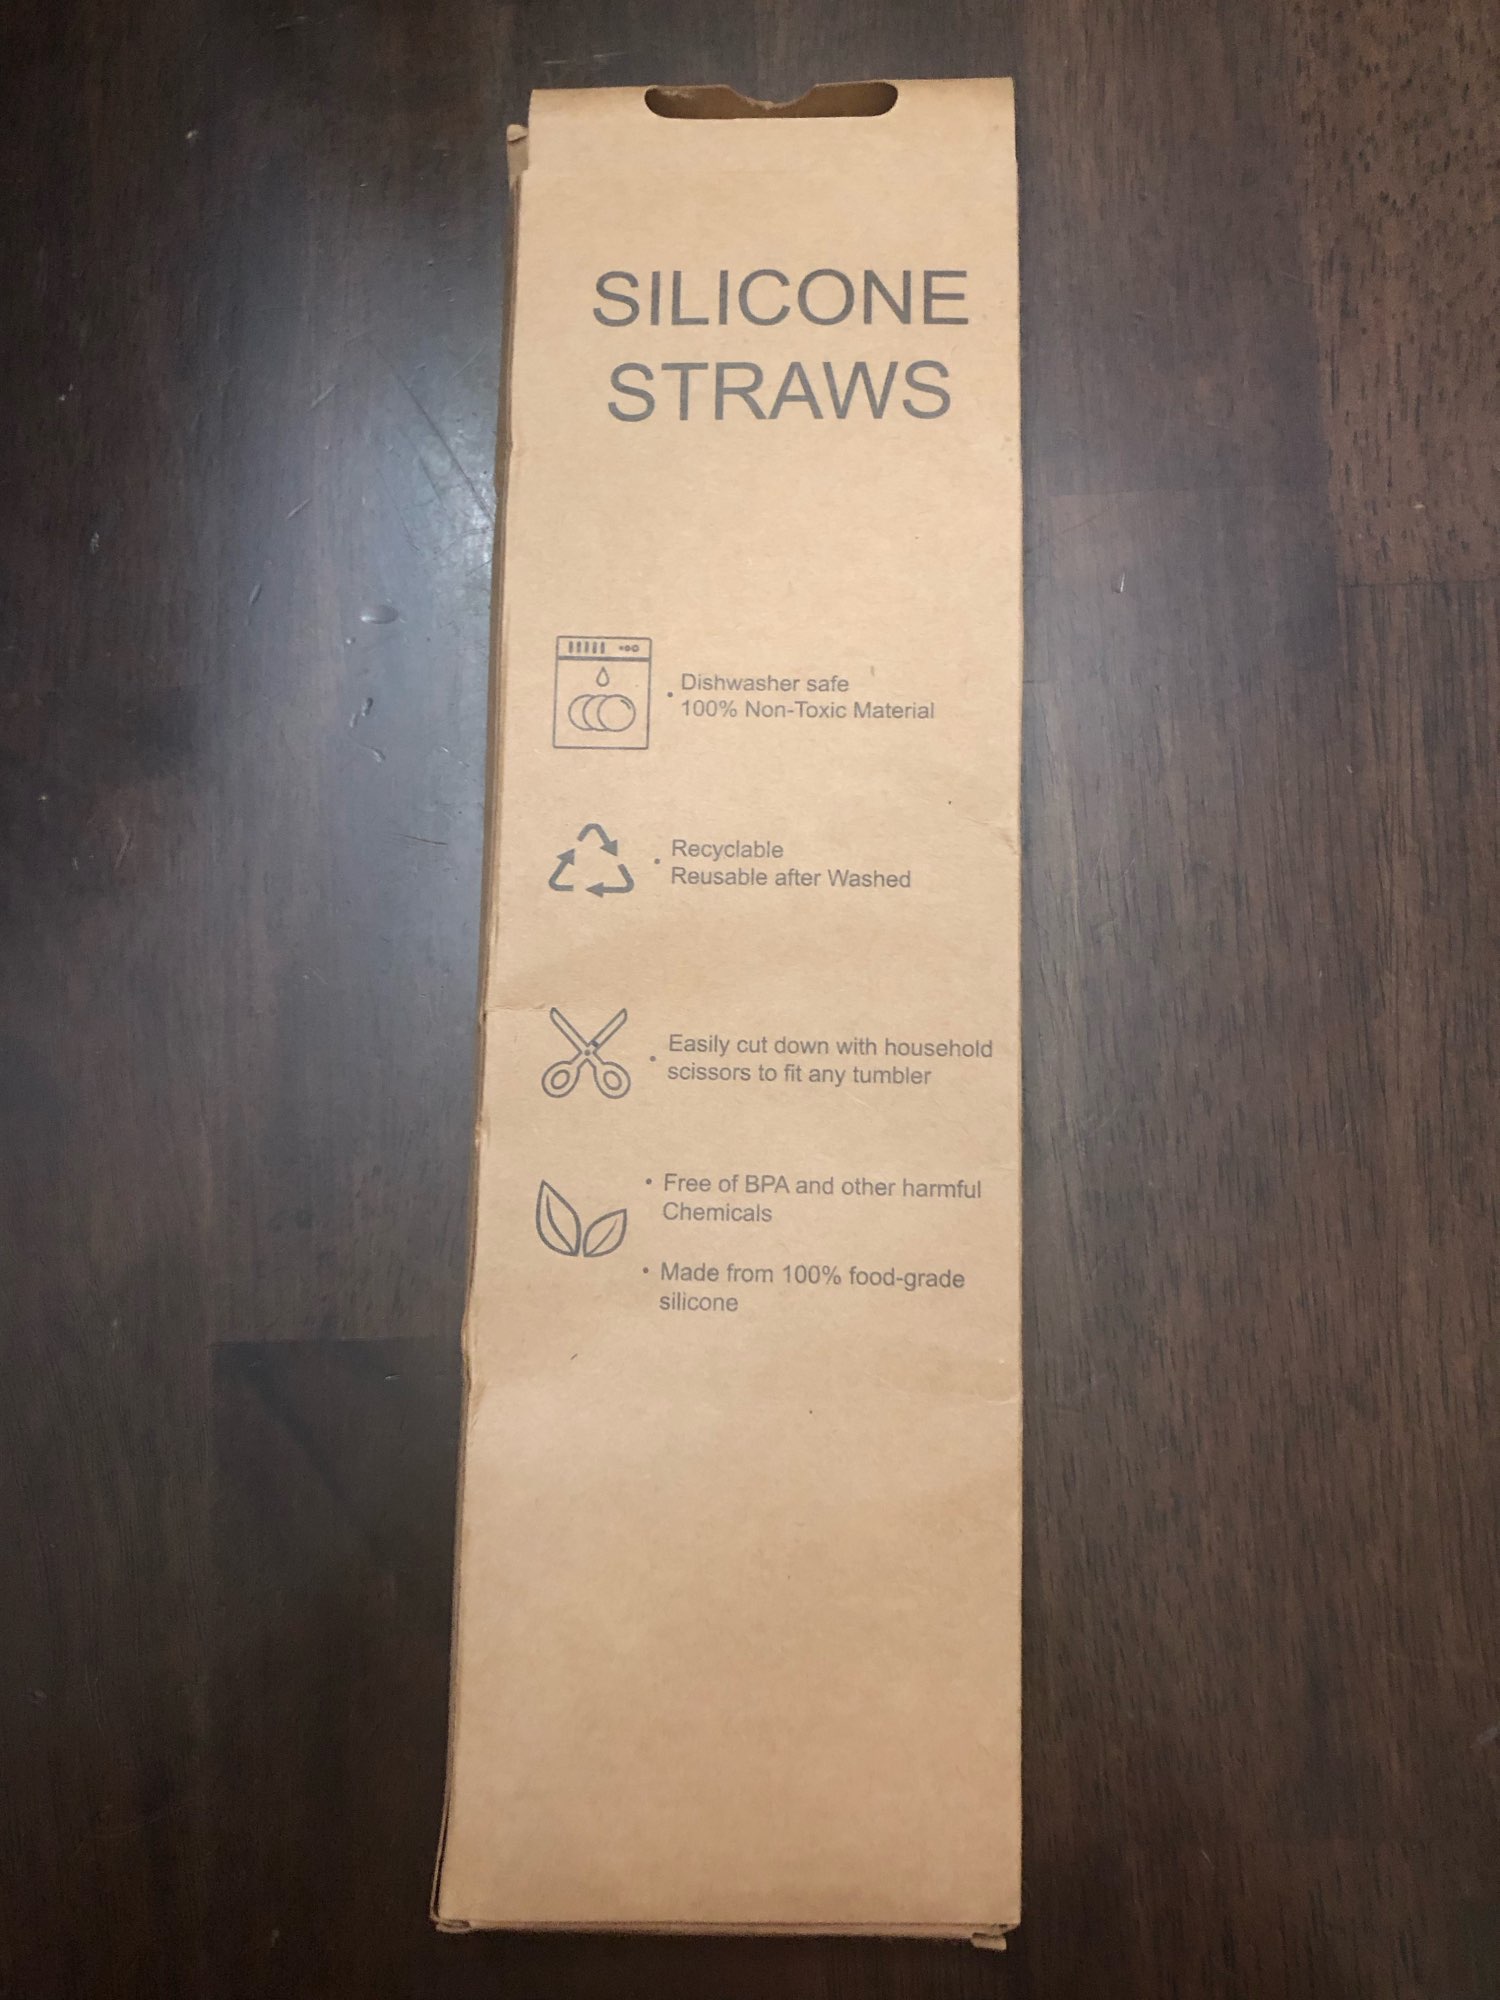 SILICONE
STRAWS
• Dishwasher safe
100% Non-Toxic Material
• Recyclable
Reusable after Washed
• Easily cut down with household
scissors to fit any tumbler
• Free of BPA and other harmful
Chemicals
• Made from 100% food-grade
silicone